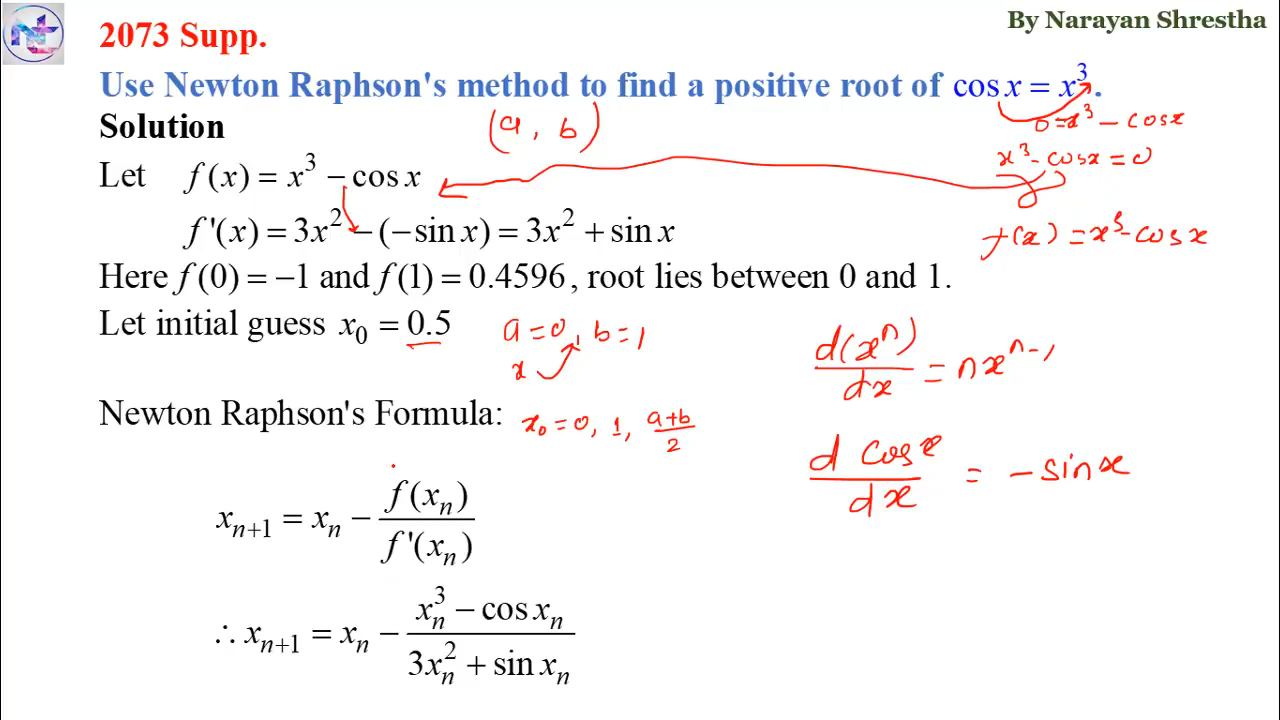 By Narayan Shrestha
2073 Supp.
Use Newton Raphson's method to find a positive root of cos x = x³.
0 = x³ − cos x
Solution
(a, b)
x³ − cos x = 0
Let f(x) = x³ − cos x
f'(x) = 3x² − (−sin x) = 3x² + sin x
f(x) = x³ − cos x
Here f(0) = −1 and f(1) = 0.4596, root lies between 0 and 1.
Let initial guess x₀ = 0.5
a = 0, b = 1
x
d(xⁿ)/dx = nxⁿ⁻¹
Newton Raphson's Formula:
x₀ = 0, 1, (a+b)/2
d cos x/dx = − sin x
xₙ₊₁ = xₙ − f(xₙ)/f'(xₙ)
∴ xₙ₊₁ = xₙ − (xₙ³ − cos xₙ)/(3xₙ² + sin xₙ)